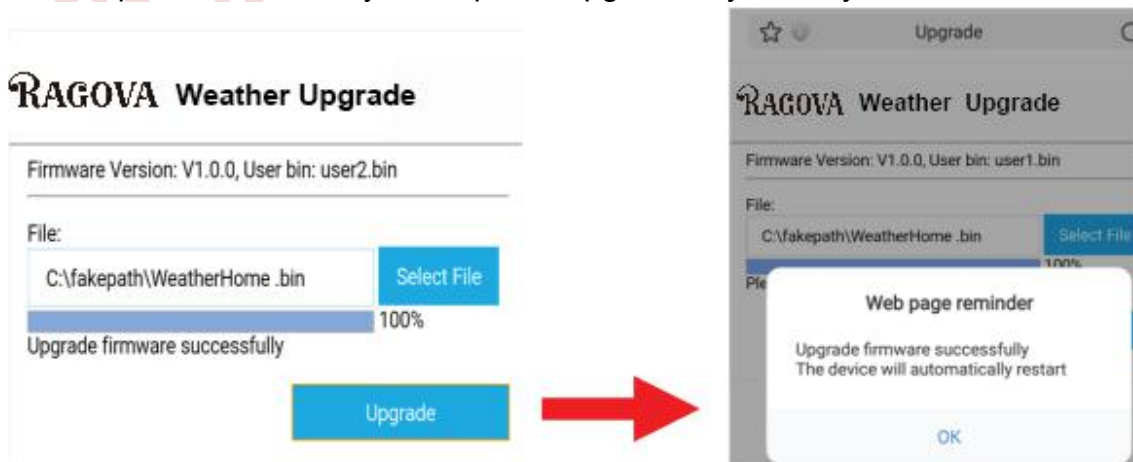 RAGOVA Weather Upgrade
Firmware Version: V1.0.0, User bin: user2.bin
File:
C:\fakepath\WeatherHome .bin
Select File
100%
Upgrade firmware successfully
Upgrade
Upgrade
RAGOVA Weather Upgrade
Firmware Version: V1.0.0, User bin: user1.bin
File:
C:\fakepath\WeatherHome .bin
Select File
100%
Web page reminder
Upgrade firmware successfully
The device will automatically restart
OK